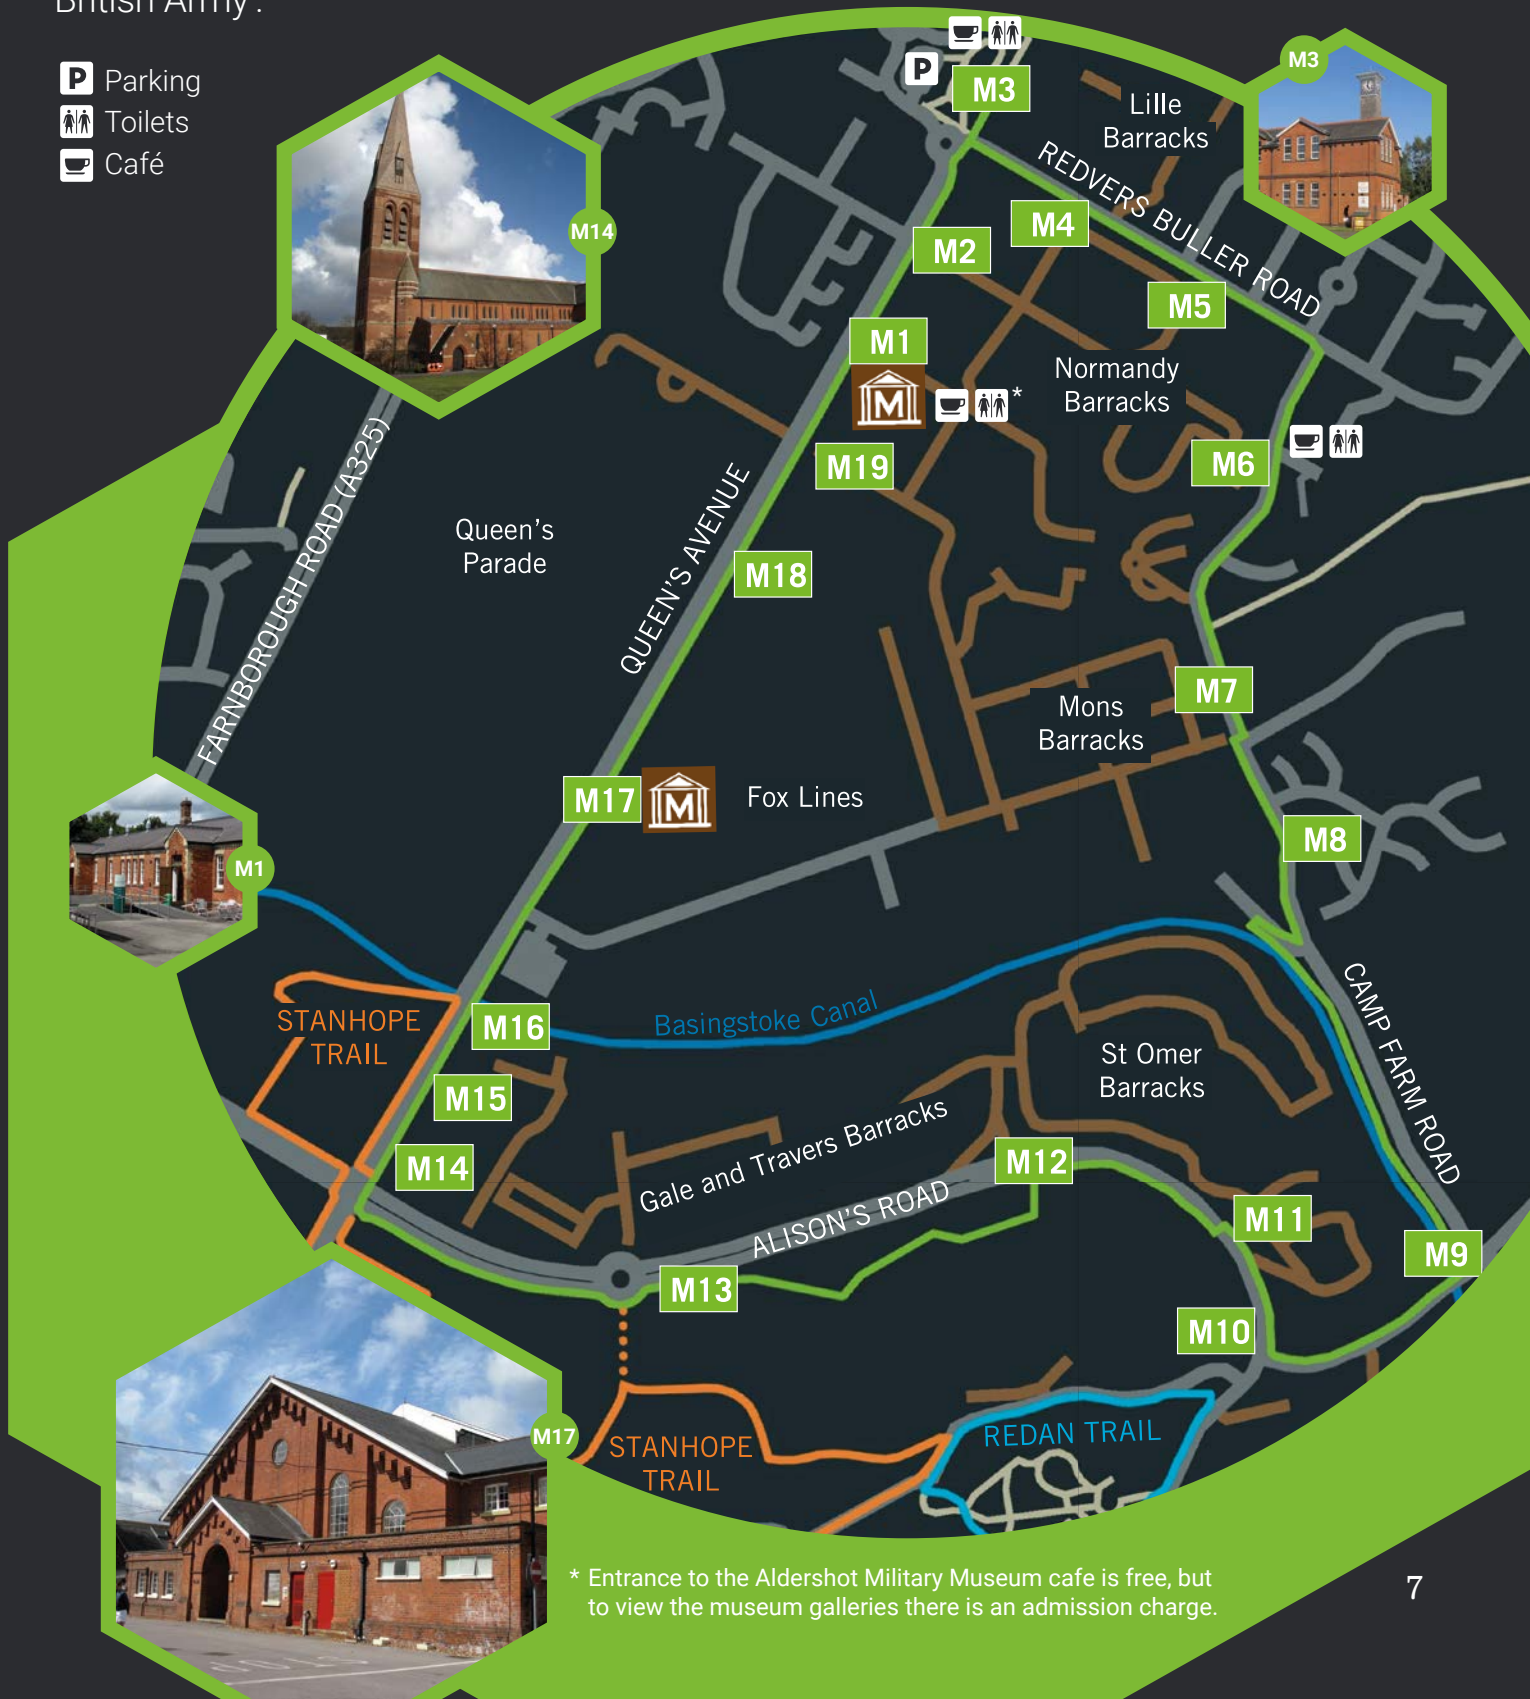 British Army'.
P Parking
Toilets
Café
M14
M3
P
M3
Lille
Barracks
REDVERS BULLER ROAD
M4
M2
M5
M1
M
*
Normandy
Barracks
M19
M6
FARNBOROUGH ROAD (A325)
Queen's
Parade
QUEEN'S AVENUE
M18
M7
Mons
Barracks
M17
M
Fox Lines
M8
M1
STANHOPE
TRAIL
M16
Basingstoke Canal
CAMP FARM ROAD
St Omer
Barracks
M15
Gale and Travers Barracks
M14
M12
ALISON'S ROAD
M11
M9
M13
M10
M17
STANHOPE
TRAIL
REDAN TRAIL
* Entrance to the Aldershot Military Museum cafe is free, but
to view the museum galleries there is an admission charge.
7